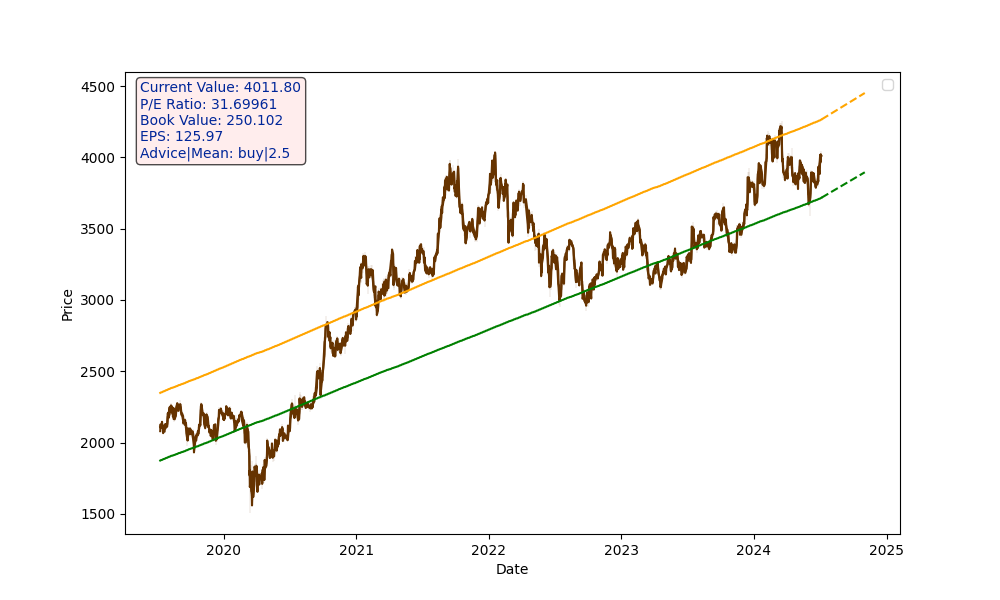 Current Value: 4011.80
P/E Ratio: 31.69961
Book Value: 250.102
EPS: 125.97
Advice|Mean: buy|2.5
4500
4000
3500
3000
2500
2000
1500
Price
2020
2021
2022
2023
2024
2025
Date